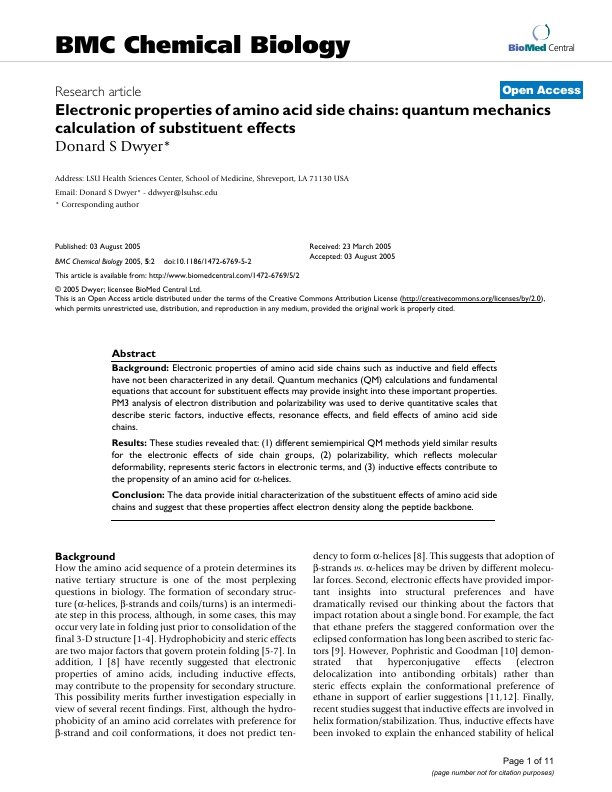 BMC Chemical Biology
BioMed Central
Research article
Open Access
Electronic properties of amino acid side chains: quantum mechanics
calculation of substituent effects
Donard S Dwyer*
Address: LSU Health Sciences Center, School of Medicine, Shreveport, LA 71130 USA
Email: Donard S Dwyer* - ddwyer@lsuhsc.edu
* Corresponding author
Published: 03 August 2005
BMC Chemical Biology 2005, 5:2 doi:10.1186/1472-6769-5-2
Received: 23 March 2005
Accepted: 03 August 2005
This article is available from: http://www.biomedcentral.com/1472-6769/5/2
© 2005 Dwyer; licensee BioMed Central Ltd.
This is an Open Access article distributed under the terms of the Creative Commons Attribution License (http://creativecommons.org/licenses/by/2.0),
which permits unrestricted use, distribution, and reproduction in any medium, provided the original work is properly cited.
Abstract
Background: Electronic properties of amino acid side chains such as inductive and field effects
have not been characterized in any detail. Quantum mechanics (QM) calculations and fundamental
equations that account for substituent effects may provide insight into these important properties.
PM3 analysis of electron distribution and polarizability was used to derive quantitative scales that
describe steric factors, inductive effects, resonance effects, and field effects of amino acid side
chains.
Results: These studies revealed that: (1) different semiempirical QM methods yield similar results
for the electronic effects of side chain groups, (2) polarizability, which reflects molecular
deformability, represents steric factors in electronic terms, and (3) inductive effects contribute to
the propensity of an amino acid for α-helices.
Conclusion: The data provide initial characterization of the substituent effects of amino acid side
chains and suggest that these properties affect electron density along the peptide backbone.
Background
How the amino acid sequence of a protein determines its
native tertiary structure is one of the most perplexing
questions in biology. The formation of secondary struc-
ture (α-helices, β-strands and coils/turns) is an intermedi-
ate step in this process, although, in some cases, this may
occur very late in folding just prior to consolidation of the
final 3-D structure [1-4]. Hydrophobicity and steric effects
are two major factors that govern protein folding [5-7]. In
addition, I [8] have recently suggested that electronic
properties of amino acids, including inductive effects,
may contribute to the propensity for secondary structure.
This possibility merits further investigation especially in
view of several recent findings. First, although the hydro-
phobicity of an amino acid correlates with preference for
β-strand and coil conformations, it does not predict ten-
dency to form α-helices [8]. This suggests that adoption of
β-strands vs. α-helices may be driven by different molecu-
lar forces. Second, electronic effects have provided impor-
tant insights into structural preferences and have
dramatically revised our thinking about the factors that
impact rotation about a single bond. For example, the fact
that ethane prefers the staggered conformation over the
eclipsed conformation has long been ascribed to steric fac-
tors [9]. However, Pophristic and Goodman [10] demon-
strated that hyperconjugative effects (electron
delocalization into antibonding orbitals) rather than
steric effects explain the conformational preference of
ethane in support of earlier suggestions [11,12]. Finally,
recent studies suggest that inductive effects are involved in
helix formation/stabilization. Thus, inductive effects have
been invoked to explain the enhanced stability of helical
Page 1 of 11
(page number not for citation purposes)